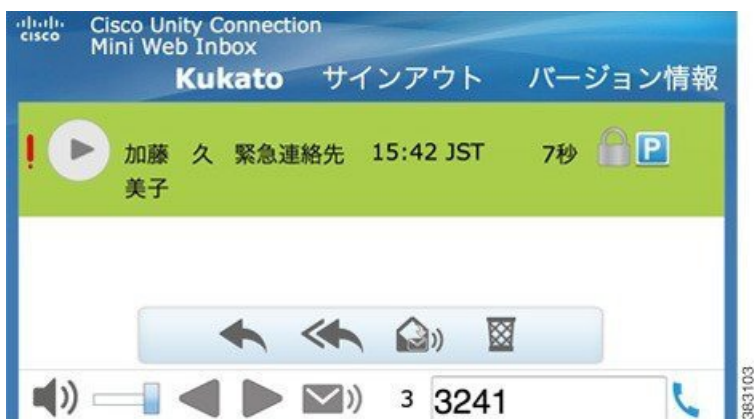 cisco
Cisco Unity Connection
Mini Web Inbox
Kukato サインアウト バージョン情報
! 加藤 久 緊急連絡先 15:42 JST 7秒 P
美子
3 3241